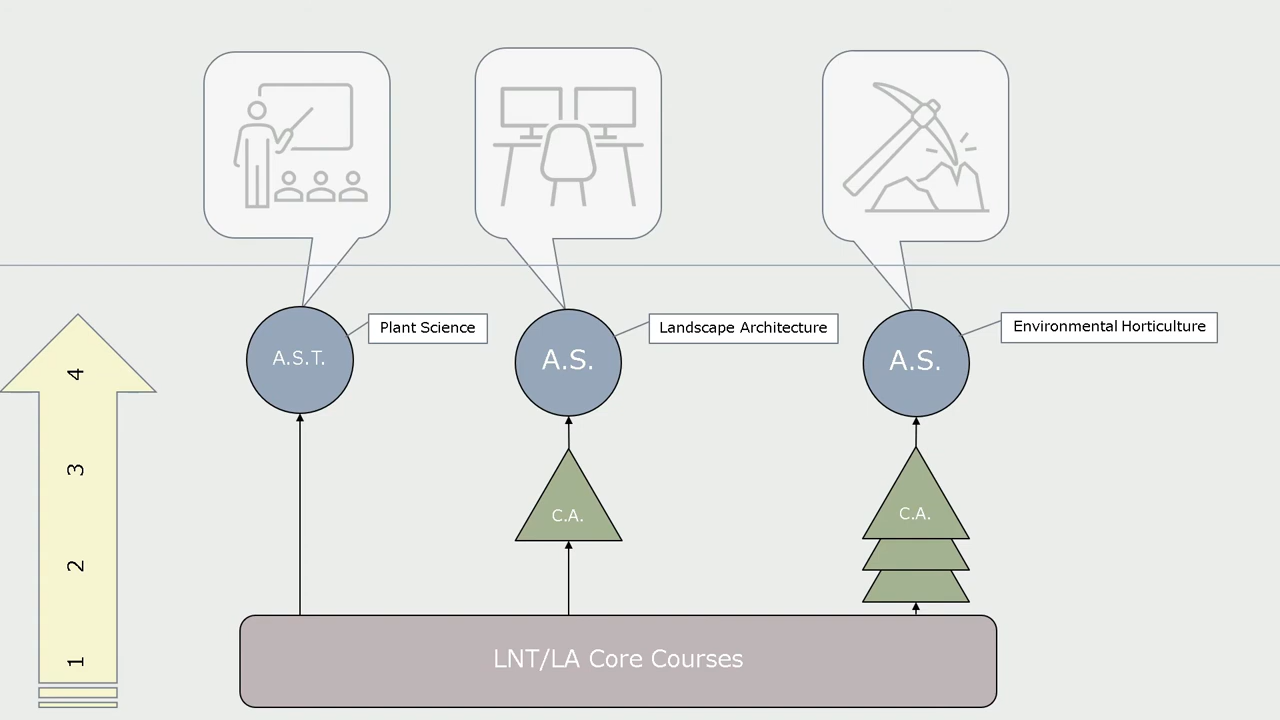 A.S.T.
Plant Science
A.S.
Landscape Architecture
A.S.
Environmental Horticulture
4
3
2
1
C.A.
C.A.
LNT/LA Core Courses